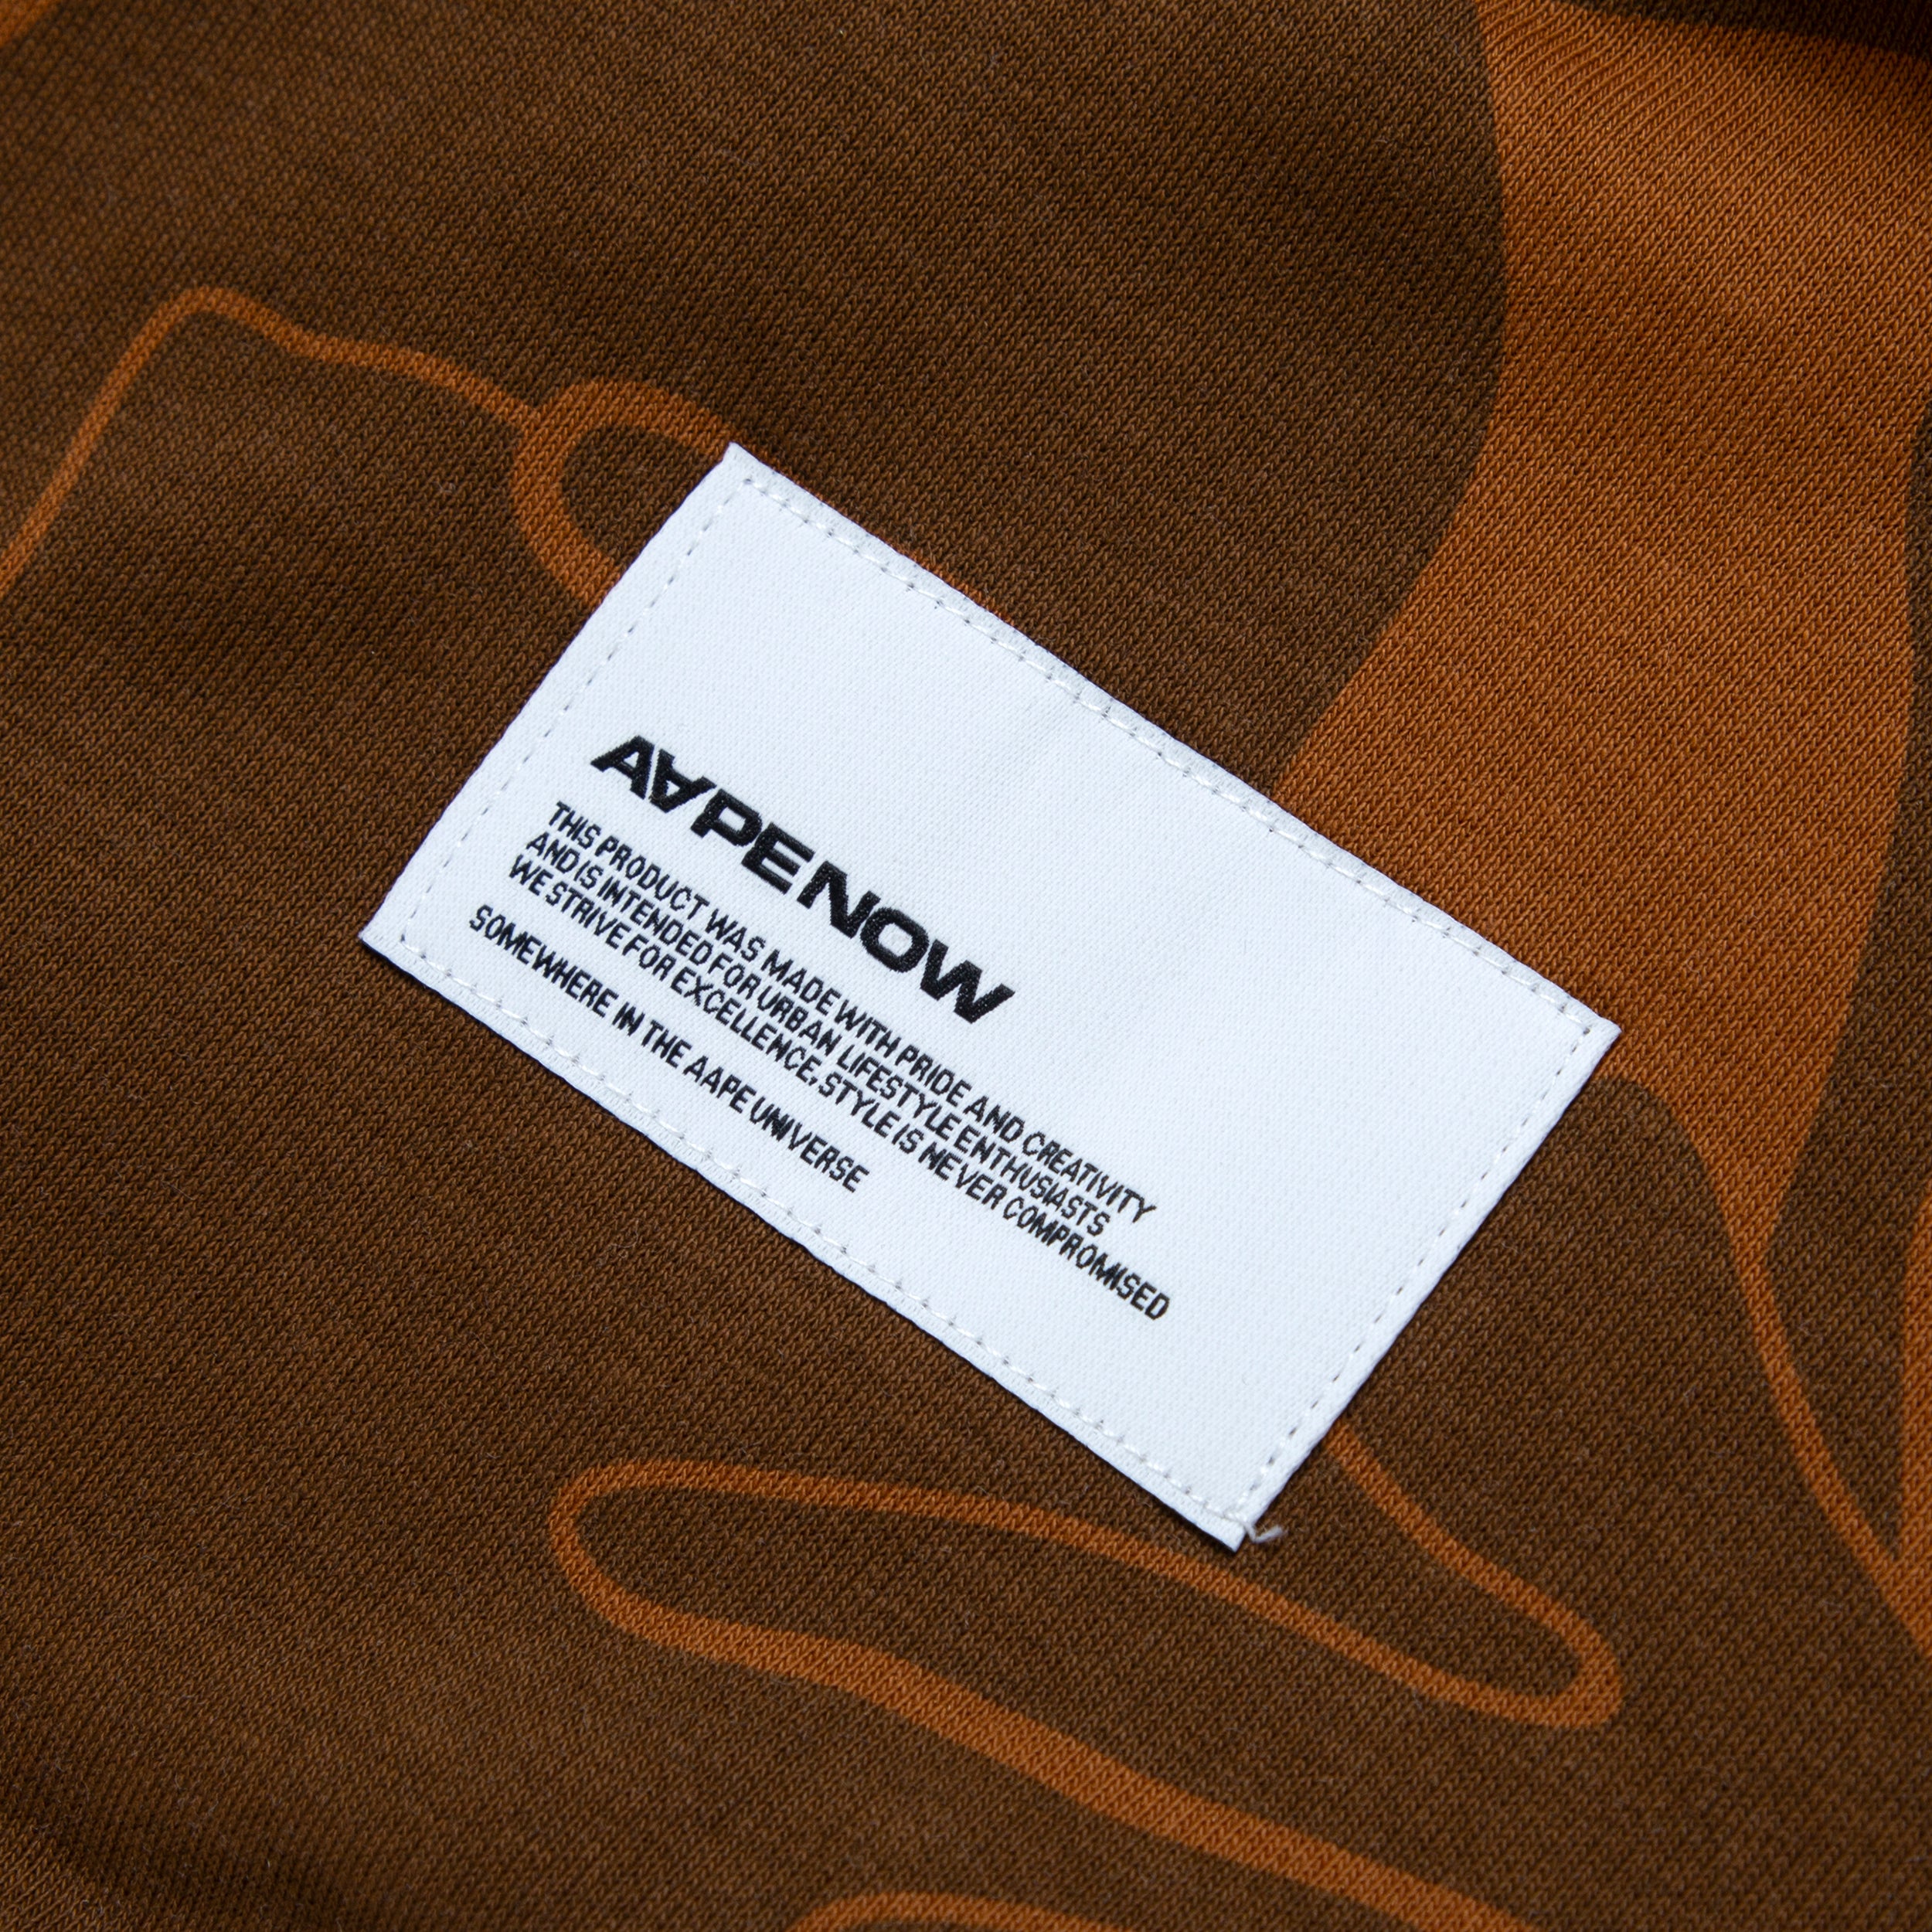 AAPE NOW
THIS PRODUCT WAS MADE WITH PRIDE AND CREATIVITY
AND IS INTENDED FOR URBAN LIFESTYLE ENTHUSIASTS
WE STRIVE FOR EXCELLENCE, STYLE IS NEVER COMPROMISED
SOMEWHERE IN THE AAPE UNIVERSE